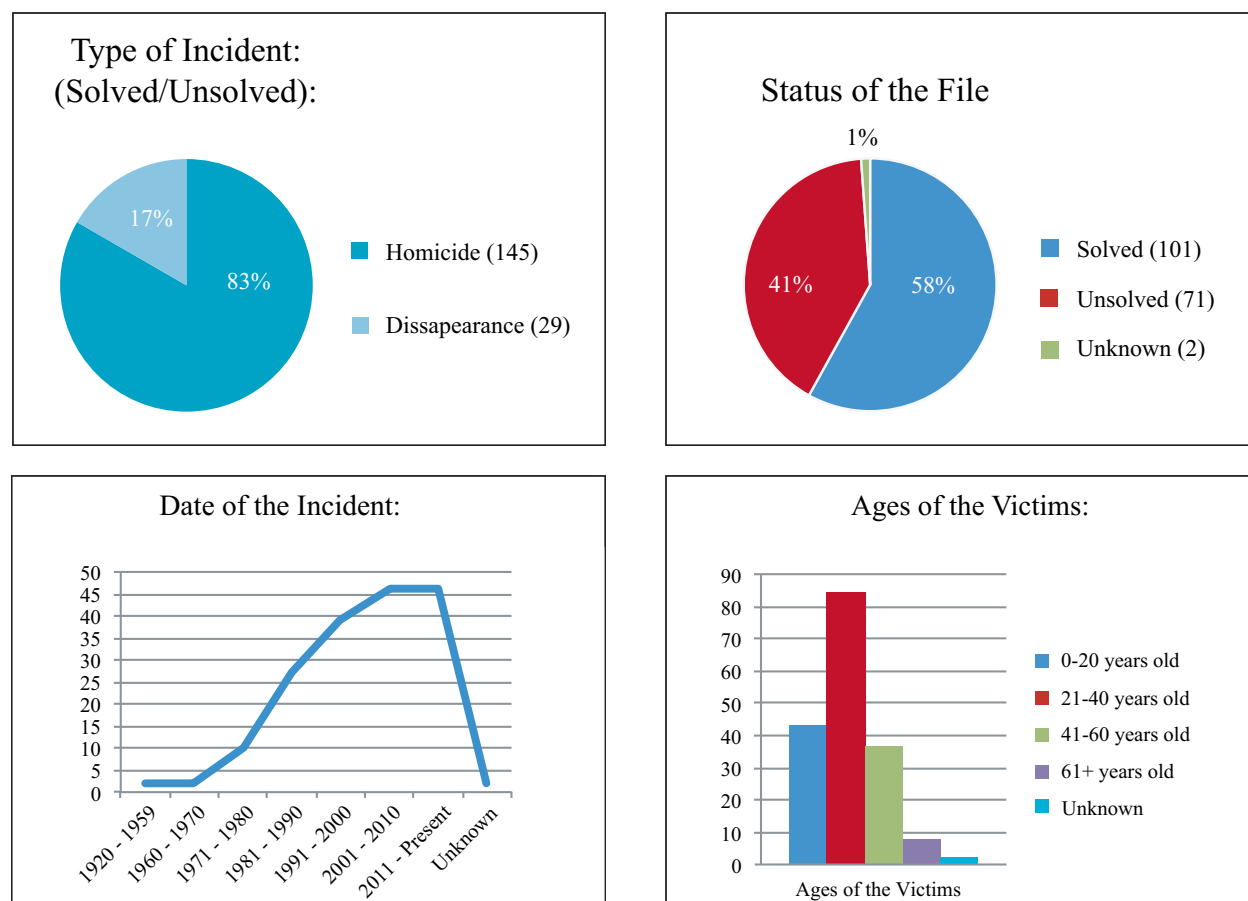 Type of Incident:
(Solved/Unsolved):
17%
83%
Homicide (145)
Dissapearance (29)
Status of the File
1%
41%
58%
Solved (101)
Unsolved (71)
Unknown (2)
Date of the Incident:
50
45
40
35
30
25
20
15
10
5
0
1920 - 1959
1960 - 1970
1971 - 1980
1981 - 1990
1991 - 2000
2001 - 2010
2011 - Present
Unknown
Ages of the Victims:
90
80
70
60
50
40
30
20
10
0
Ages of the Victims
0-20 years old
21-40 years old
41-60 years old
61+ years old
Unknown